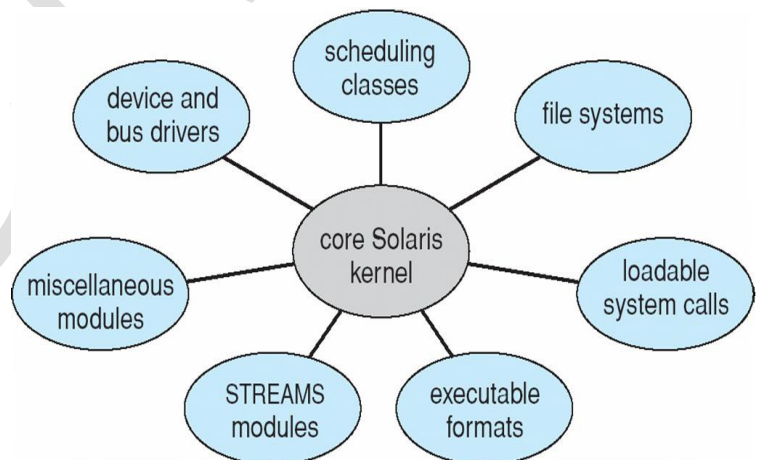 scheduling
classes
device and
bus drivers
file systems
core Solaris
kernel
miscellaneous
modules
loadable
system calls
STREAMS
modules
executable
formats